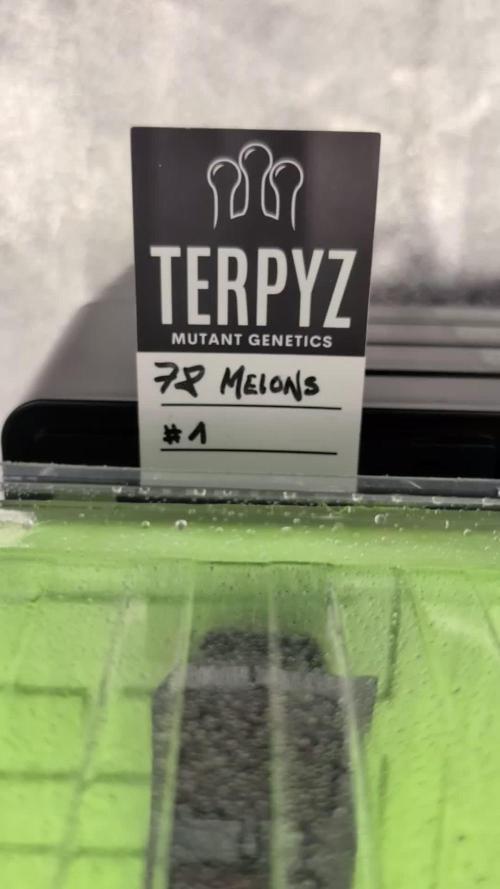 TERPYZ
MUTANT GENETICS
78 MELONS
#1